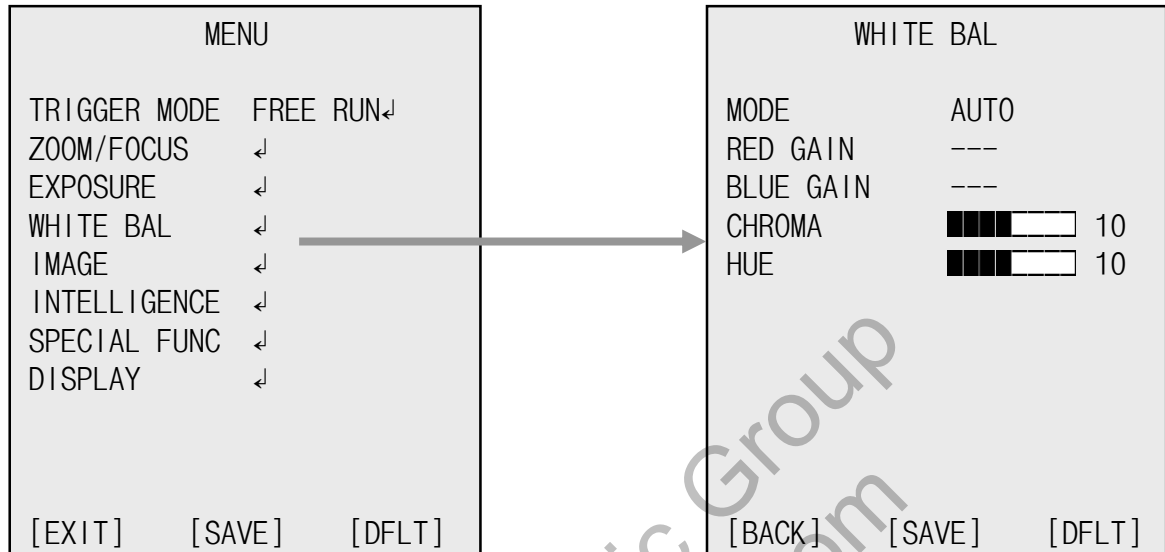 MENU
TRIGGER MODE FREE RUN↲
ZOOM/FOCUS ↲
EXPOSURE ↲
WHITE BAL ↲
IMAGE ↲
INTELLIGENCE ↲
SPECIAL FUNC ↲
DISPLAY ↲
[EXIT] [SAVE] [DFLT]
WHITE BAL
MODE AUTO
RED GAIN ---
BLUE GAIN ---
CHROMA 10
HUE 10
[BACK] [SAVE] [DFLT]
Group